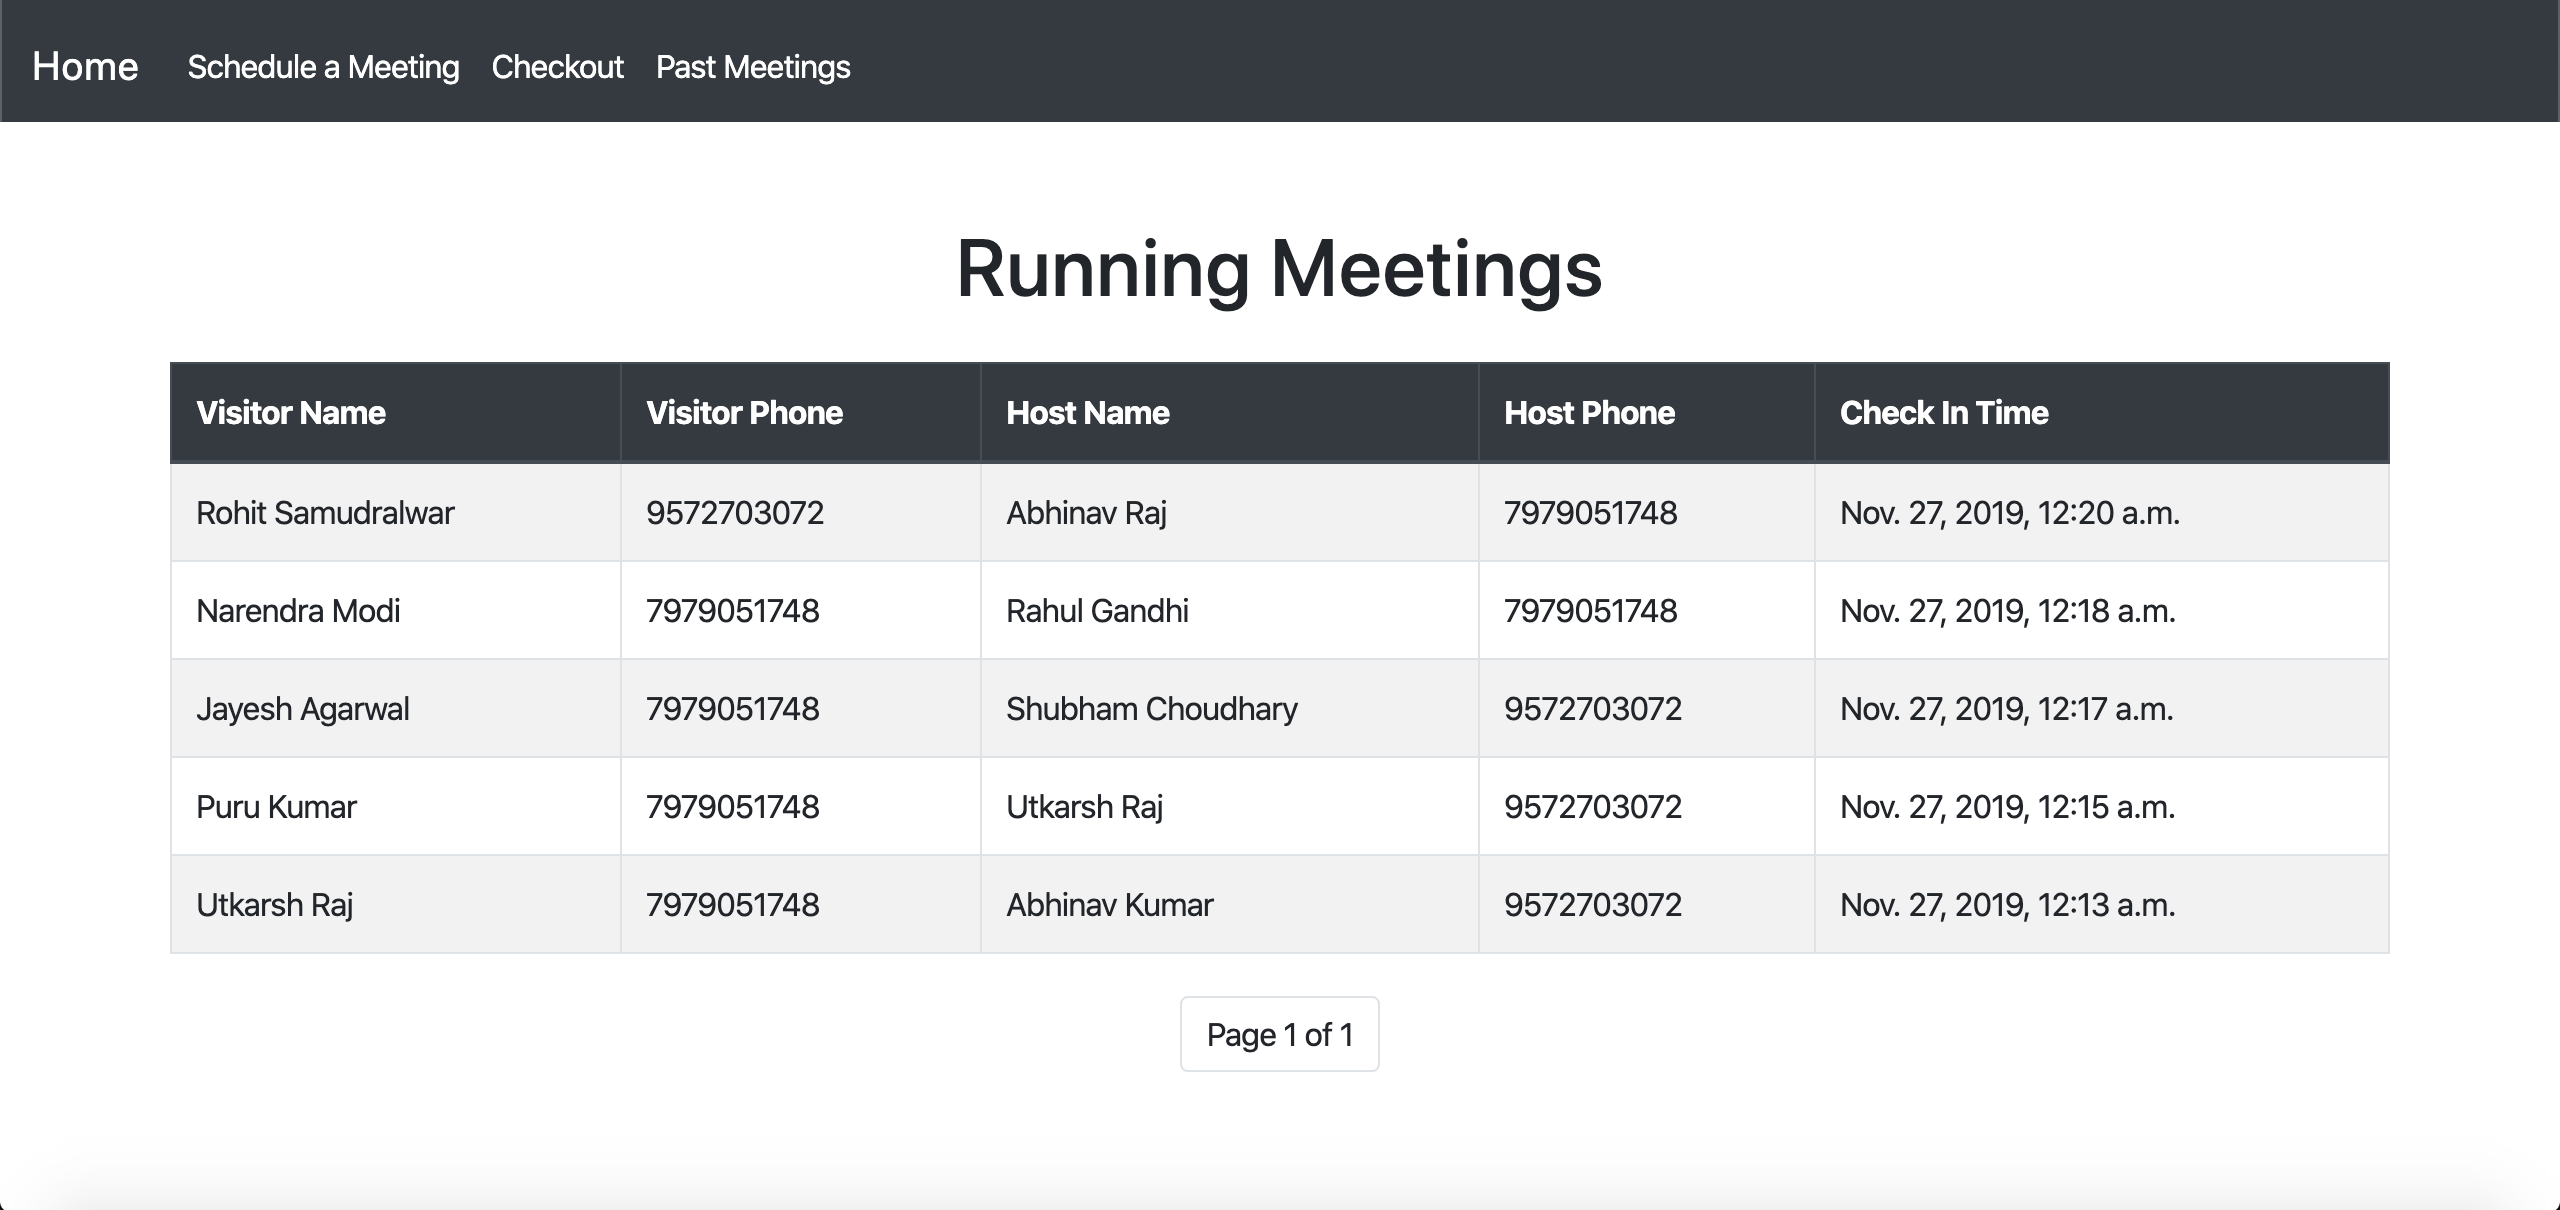 Home Schedule a Meeting Checkout Past Meetings
Running Meetings
Visitor Name Visitor Phone Host Name Host Phone Check In Time
Rohit Samudralwar 9572703072 Abhinav Raj 7979051748 Nov. 27, 2019, 12:20 a.m.
Narendra Modi 7979051748 Rahul Gandhi 7979051748 Nov. 27, 2019, 12:18 a.m.
Jayesh Agarwal 7979051748 Shubham Choudhary 9572703072 Nov. 27, 2019, 12:17 a.m.
Puru Kumar 7979051748 Utkarsh Raj 9572703072 Nov. 27, 2019, 12:15 a.m.
Utkarsh Raj 7979051748 Abhinav Kumar 9572703072 Nov. 27, 2019, 12:13 a.m.
Page 1 of 1